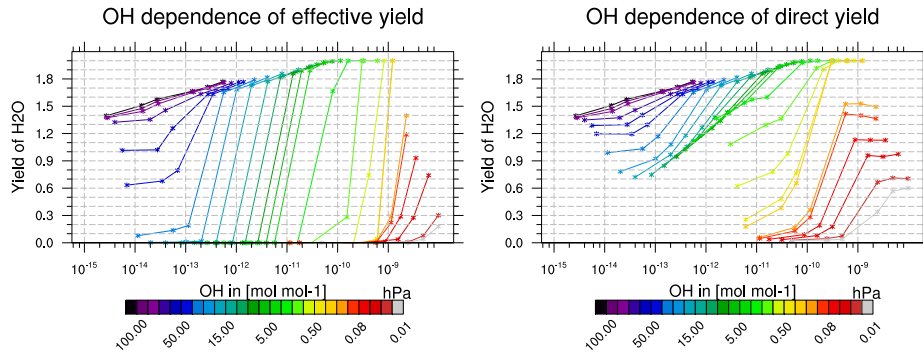 OH dependence of effective yield
Yield of H2O
1.8
1.5
1.2
0.9
0.6
0.3
0.0
10-15 10-14 10-13 10-12 10-11 10-10 10-9
OH in [mol mol-1]
hPa
100.00 50.00 15.00 5.00 0.50 0.08 0.01
OH dependence of direct yield
Yield of H2O
1.8
1.5
1.2
0.9
0.6
0.3
0.0
10-15 10-14 10-13 10-12 10-11 10-10 10-9
OH in [mol mol-1]
hPa
100.00 50.00 15.00 5.00 0.50 0.08 0.01